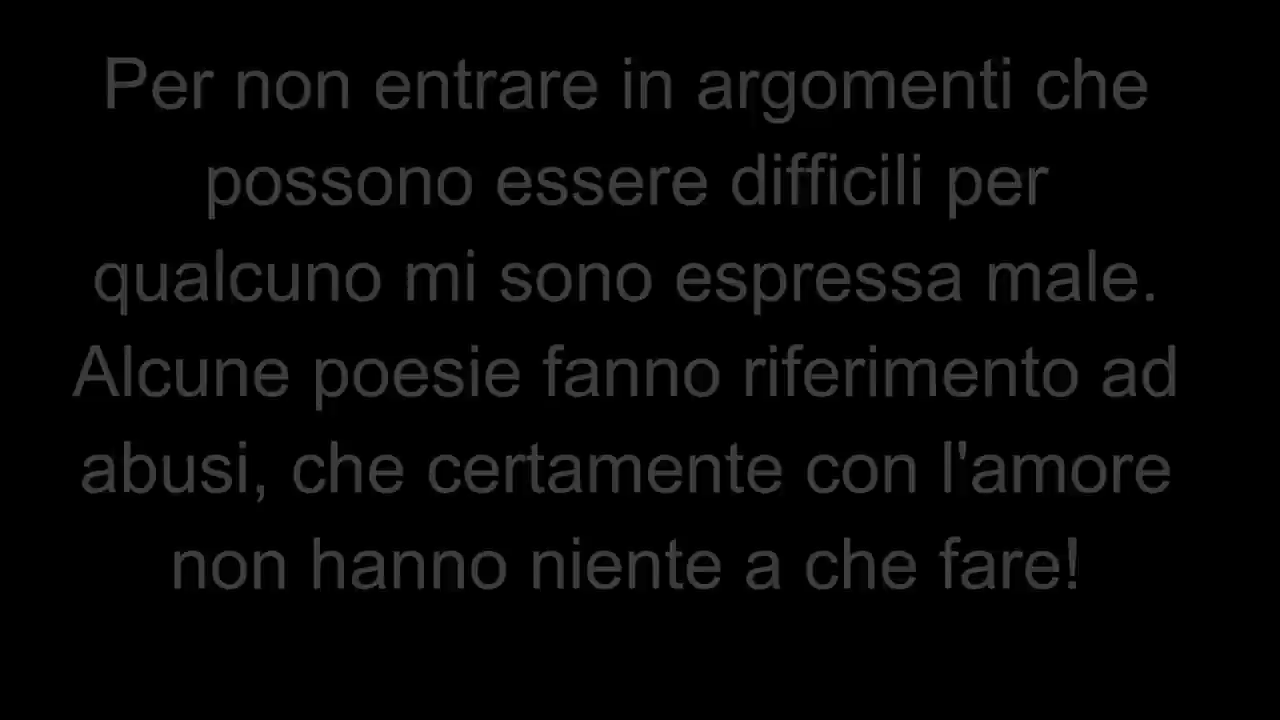 Per non entrare in argomenti che
possono essere difficili per
qualcuno mi sono espressa male.
Alcune poesie fanno riferimento ad
abusi, che certamente con l'amore
non hanno niente a che fare!